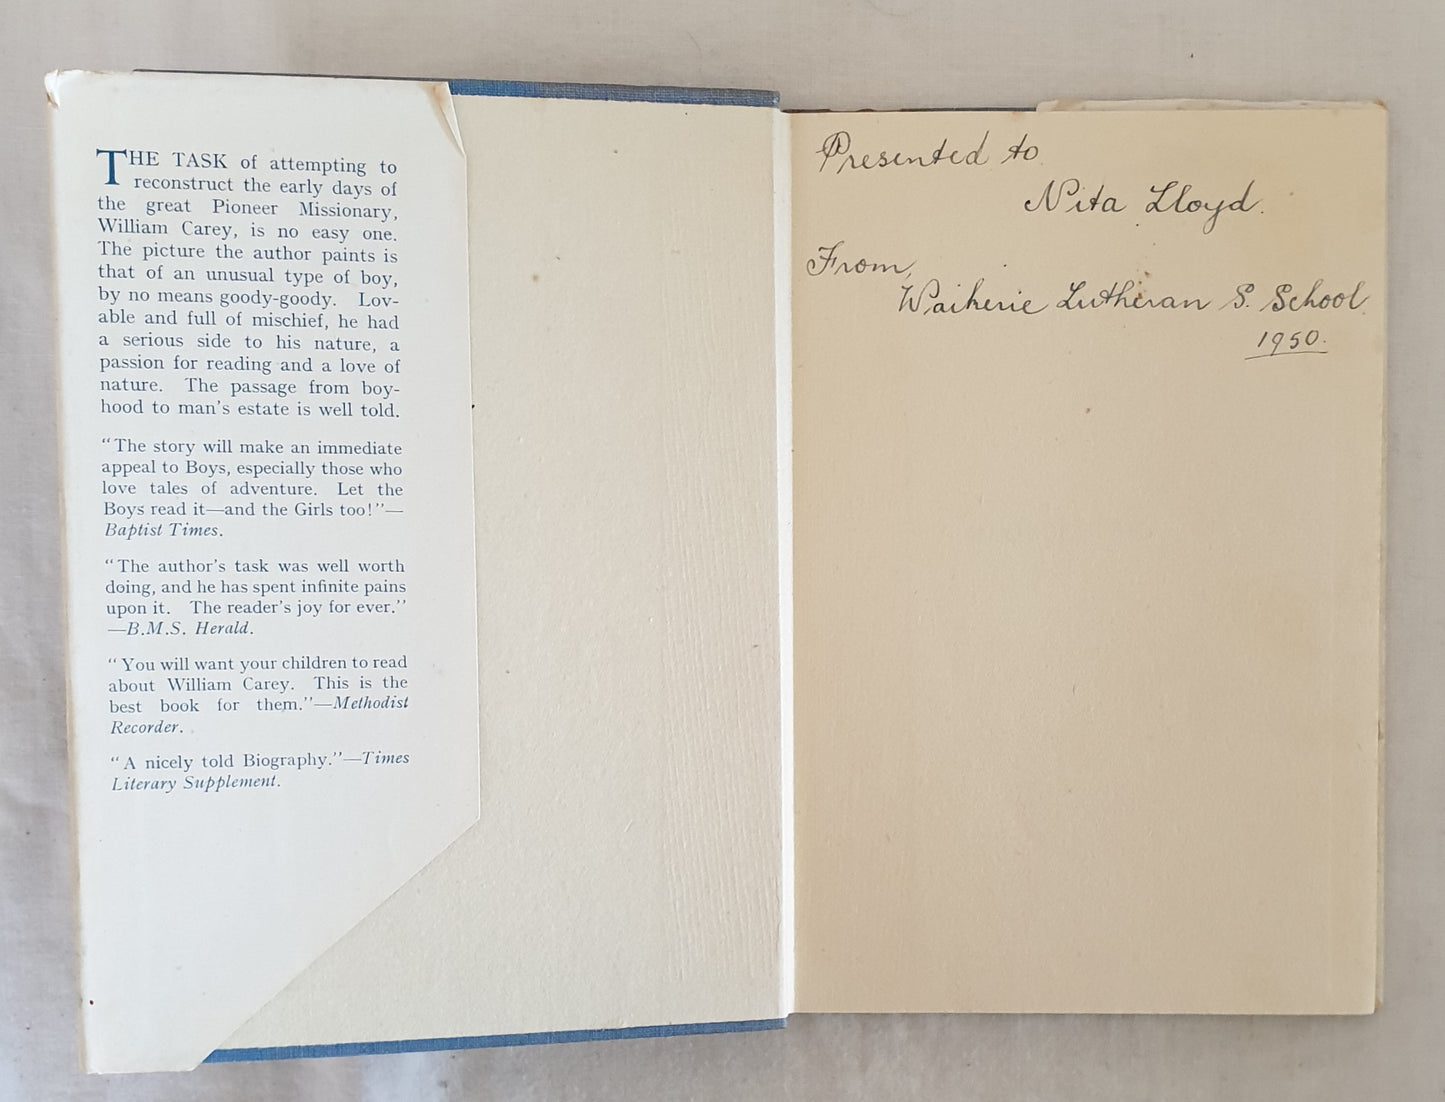 THE TASK of attempting to
reconstruct the early days of
the great Pioneer Missionary,
William Carey, is no easy one.
The picture the author paints is
that of an unusual type of boy,
by no means goody-goody. Lov-
able and full of mischief, he had
a serious side to his nature, a
passion for reading and a love of
nature. The passage from boy-
hood to man's estate is well told.
“The story will make an immediate
appeal to Boys, especially those who
love tales of adventure. Let the
Boys read it—and the Girls too!”—
Baptist Times.
“The author's task was well worth
doing, and he has spent infinite pains
upon it. The reader's joy for ever.”
—B.M.S. Herald.
“You will want your children to read
about William Carey. This is the
best book for them.”—Methodist
Recorder.
“A nicely told Biography.”—Times
Literary Supplement.
Presented to
Nita Lloyd.
From,
Waikerie Lutheran S. School.
1950.